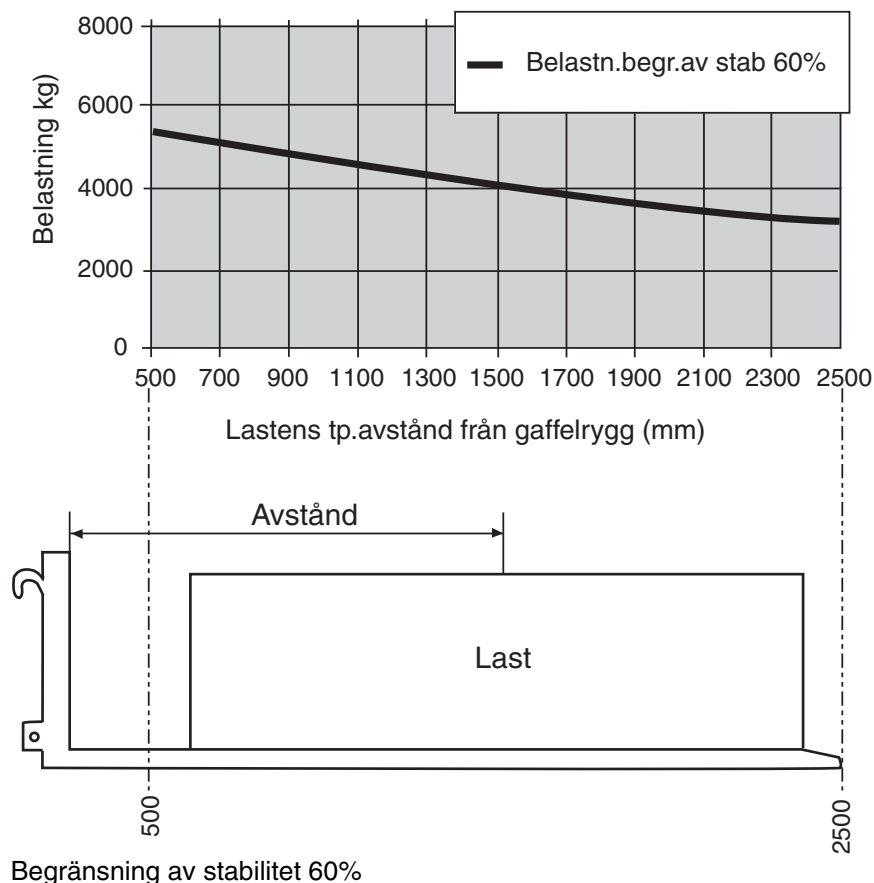 8000
Belastn.begr.av stab 60%
6000
4000
2000
0
Belastning kg)
500 700 900 1100 1300 1500 1700 1900 2100 2300 2500
Lastens tp.avstånd från gaffelrygg (mm)
Avstånd
Last
500
2500
Begränsning av stabilitet 60%